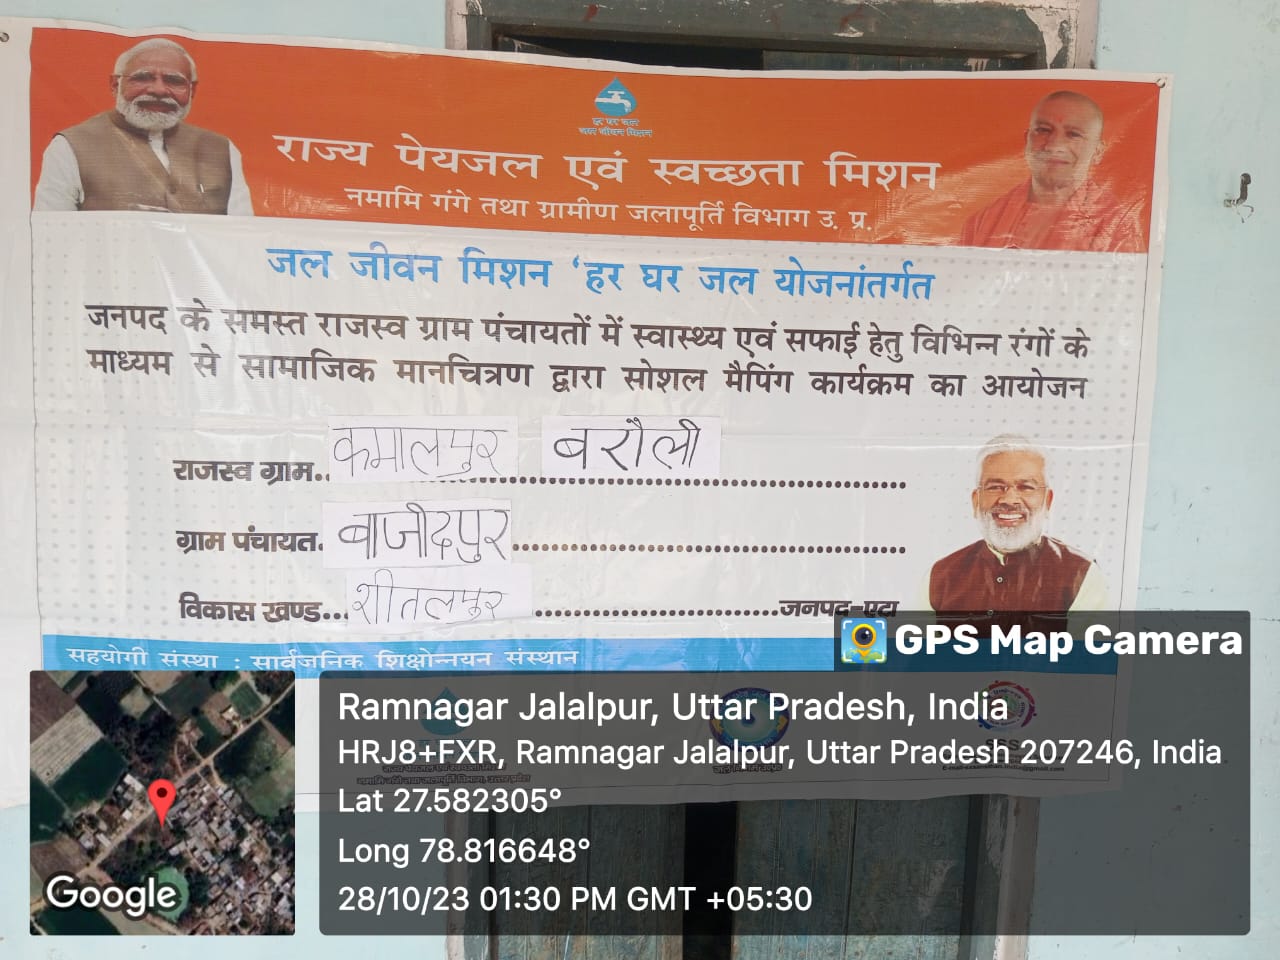 हर घर जल
जल जीवन मिशन
राज्य पेयजल एवं स्वच्छता मिशन
नमामि गंगे तथा ग्रामीण जलापूर्ति विभाग उ. प्र.
जल जीवन मिशन 'हर घर जल योजनांतर्गत
जनपद के समस्त राजस्व ग्राम पंचायतों में स्वास्थ्य एवं सफाई हेतु विभिन्न रंगों के
माध्यम से सामाजिक मानचित्रण द्वारा सोशल मैपिंग कार्यक्रम का आयोजन
राजस्व ग्राम.. कमालपुर बरौली
ग्राम पंचायत. बाजीदपुर
विकास खण्ड... शीतलपुर जनपद-एटा
सहयोगी संस्था : सार्वजनिक शिक्षोन्नयन संस्थान
GPS Map Camera
Ramnagar Jalalpur, Uttar Pradesh, India
HRJ8+FXR, Ramnagar Jalalpur, Uttar Pradesh 207246, India
Lat 27.582305°
Long 78.816648°
28/10/23 01:30 PM GMT +05:30
Google